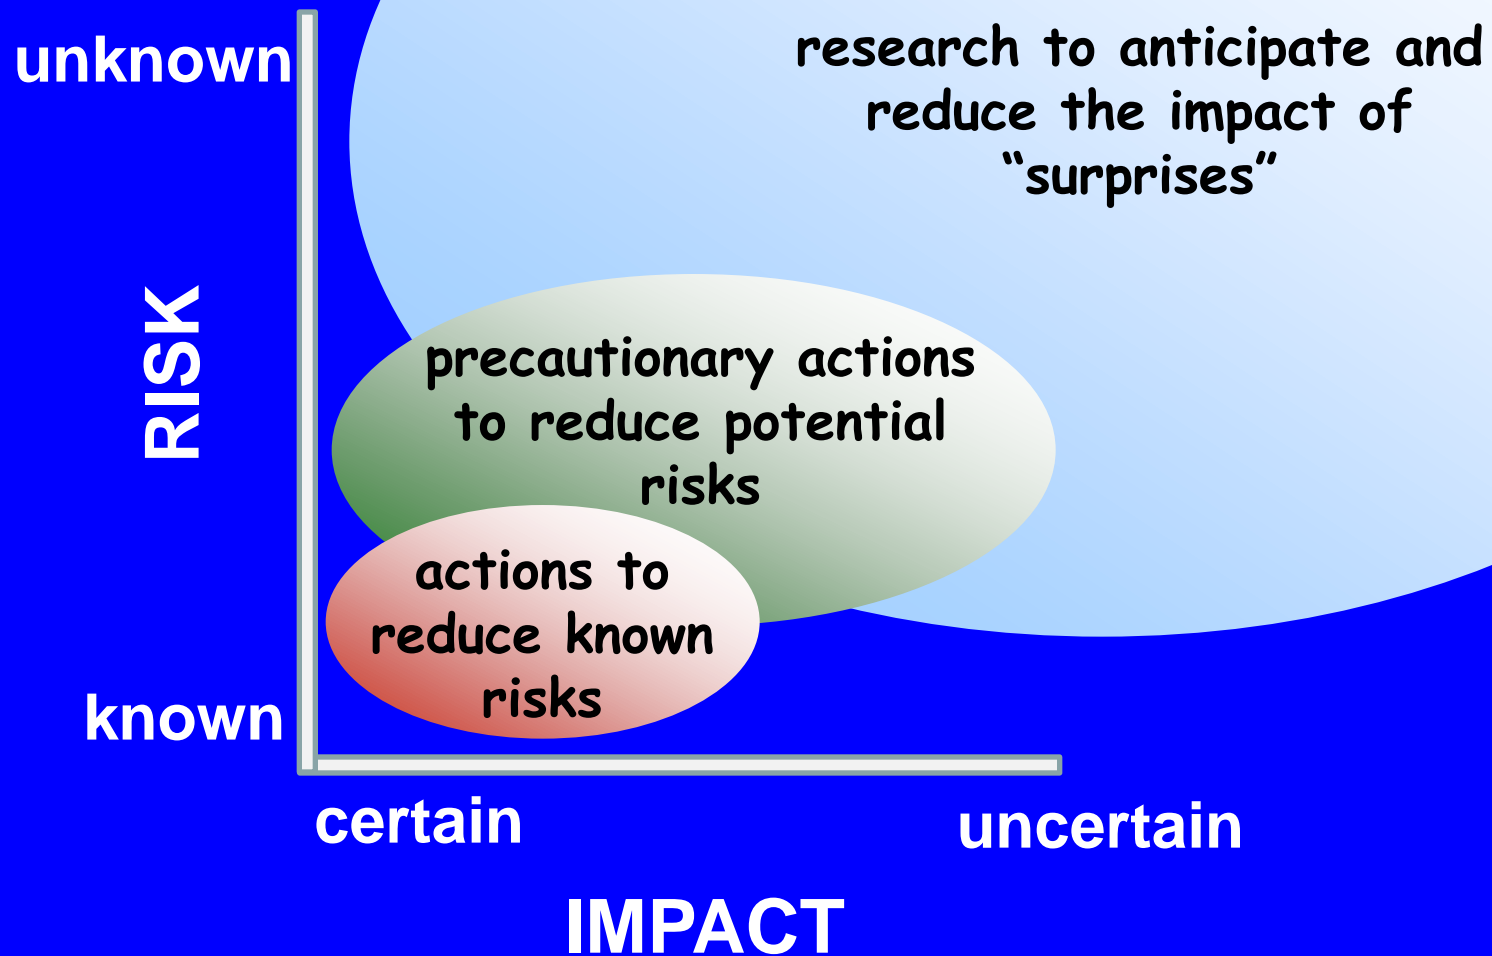 unknown
research to anticipate and
reduce the impact of
“surprises”
RISK
precautionary actions
to reduce potential
risks
actions to
reduce known
risks
known
certain
uncertain
IMPACT